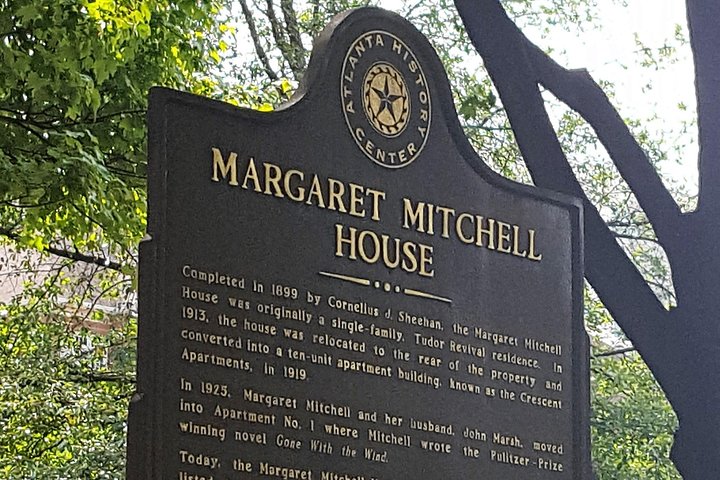 ATLANTA HISTORY CENTER
MARGARET MITCHELL
HOUSE
Completed in 1899 by Cornelius J. Sheehan, the Margaret Mitchell
House was originally a single-family, Tudor Revival residence. In
1913, the house was relocated to the rear of the property and
converted into a ten-unit apartment building, known as the Crescent
Apartments, in 1919.
In 1925, Margaret Mitchell and her husband, John Marsh, moved
into Apartment No. 1 where Mitchell wrote the Pulitzer-Prize
winning novel Gone With the Wind.
Today, the Margaret Mitchell
listed